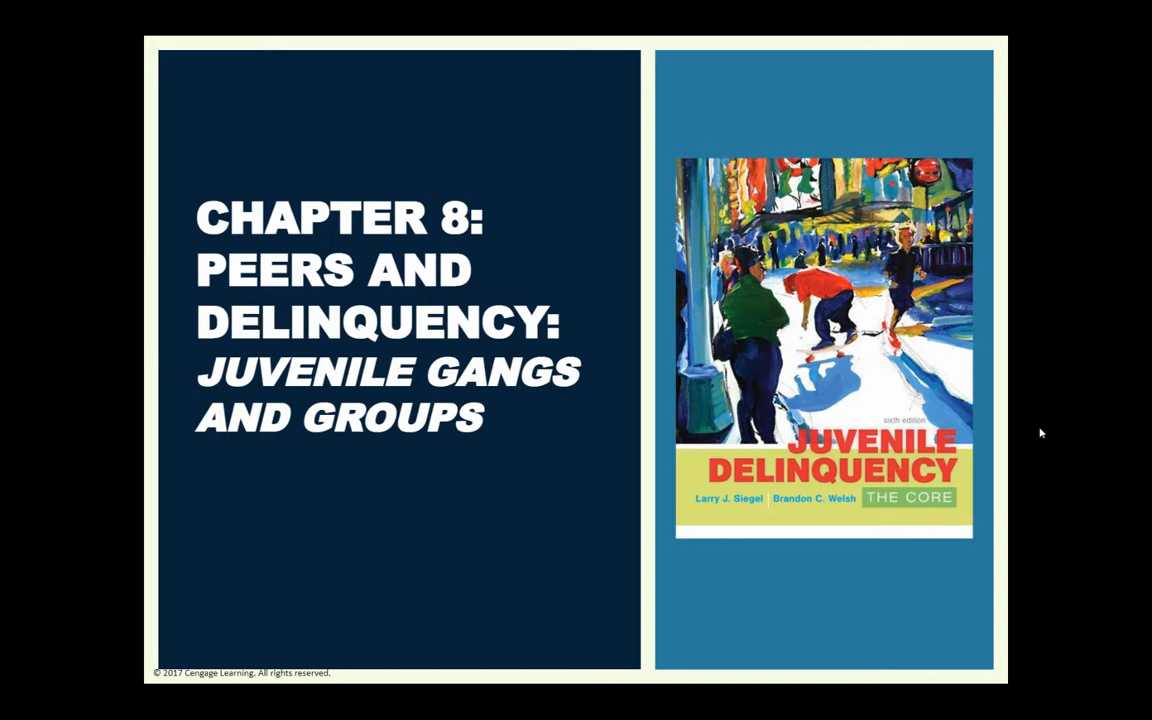 CHAPTER 8:
PEERS AND
DELINQUENCY:
JUVENILE GANGS
AND GROUPS
sixth edition
JUVENILE
DELINQUENCY
Larry J. Siegel | Brandon C. Welsh THE CORE
© 2017 Cengage Learning. All rights reserved.